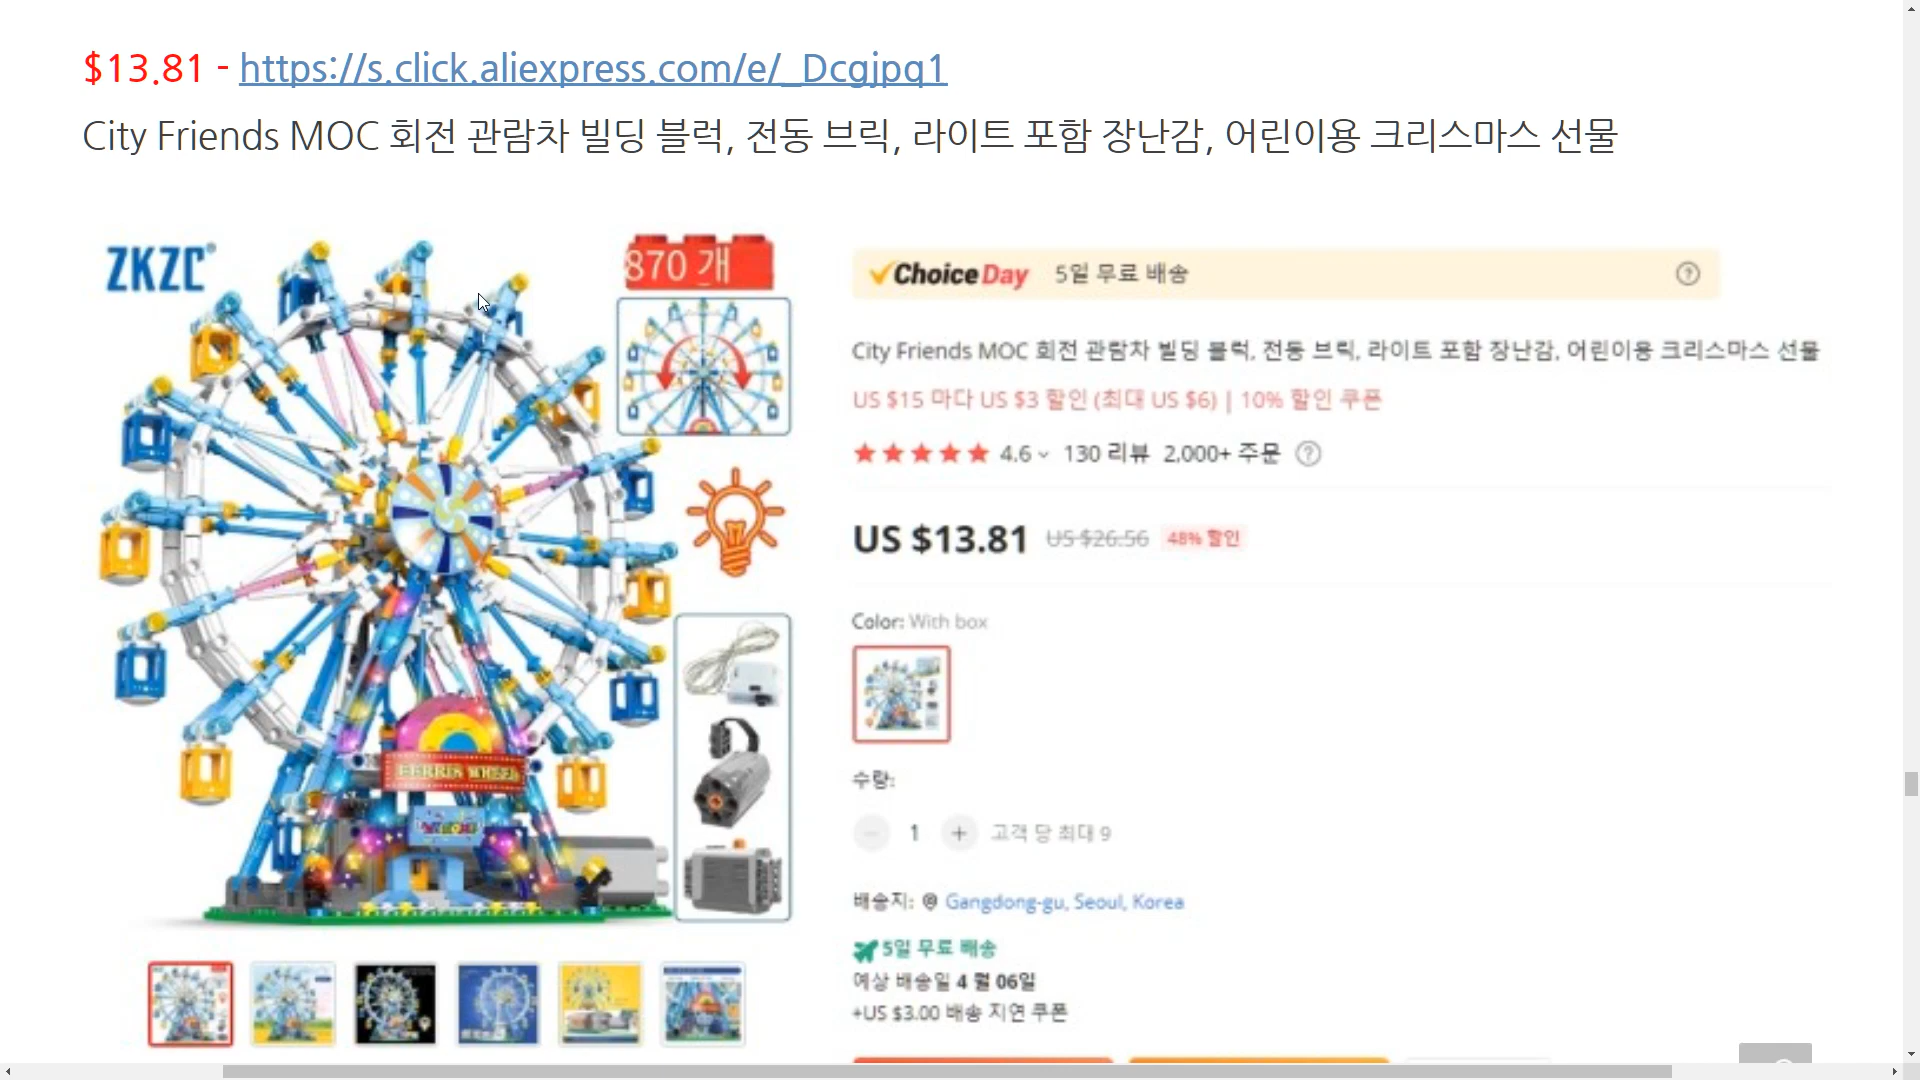 $13.81 - https://s.click.aliexpress.com/e/_Dcgjpq1
City Friends MOC 회전 관람차 빌딩 블럭, 전동 브릭, 라이트 포함 장난감, 어린이용 크리스마스 선물
ZKZC
870 개
FERRIS WHEEL
Choice Day 5일 무료 배송
City Friends MOC 회전 관람차 빌딩 블럭, 전동 브릭, 라이트 포함 장난감, 어린이용 크리스마스 선물
US $15 마다 US $3 할인 (최대 US $6) | 10% 할인 쿠폰
4.6 130 리뷰 2,000+ 주문
US $13.81 US $26.56 48% 할인
Color: With box
수량:
1 고객 당 최대 9
배송지: Gangdong-gu, Seoul, Korea
5일 무료 배송
예상 배송일 4 월 06일
+US $3.00 배송 지연 쿠폰